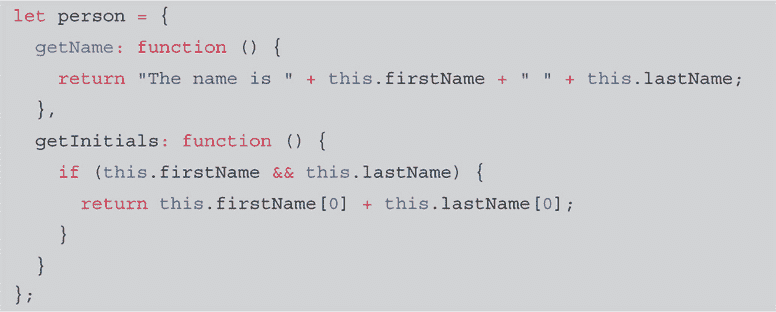 let person = {
  getName: function () {
    return "The name is " + this.firstName + " " + this.lastName;
  },
  getInitials: function () {
    if (this.firstName && this.lastName) {
      return this.firstName[0] + this.lastName[0];
    }
  }
};